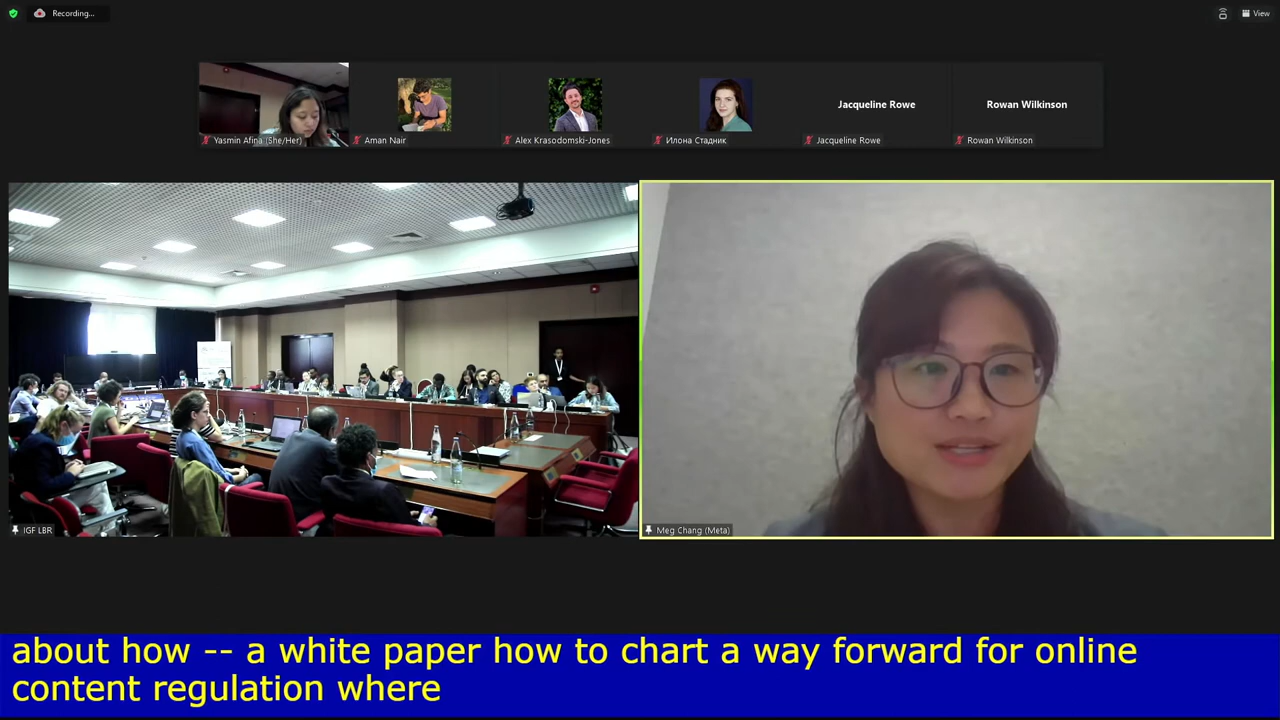 Recording...
View
Yasmin Afina (She/Her)
Aman Nair
Alex Krasodomski-Jones
Илона Стадник
Jacqueline Rowe
Jacqueline Rowe
Rowan Wilkinson
Rowan Wilkinson
IGF LBR
Meg Chang (Meta)
about how -- a white paper how to chart a way forward for online
content regulation where